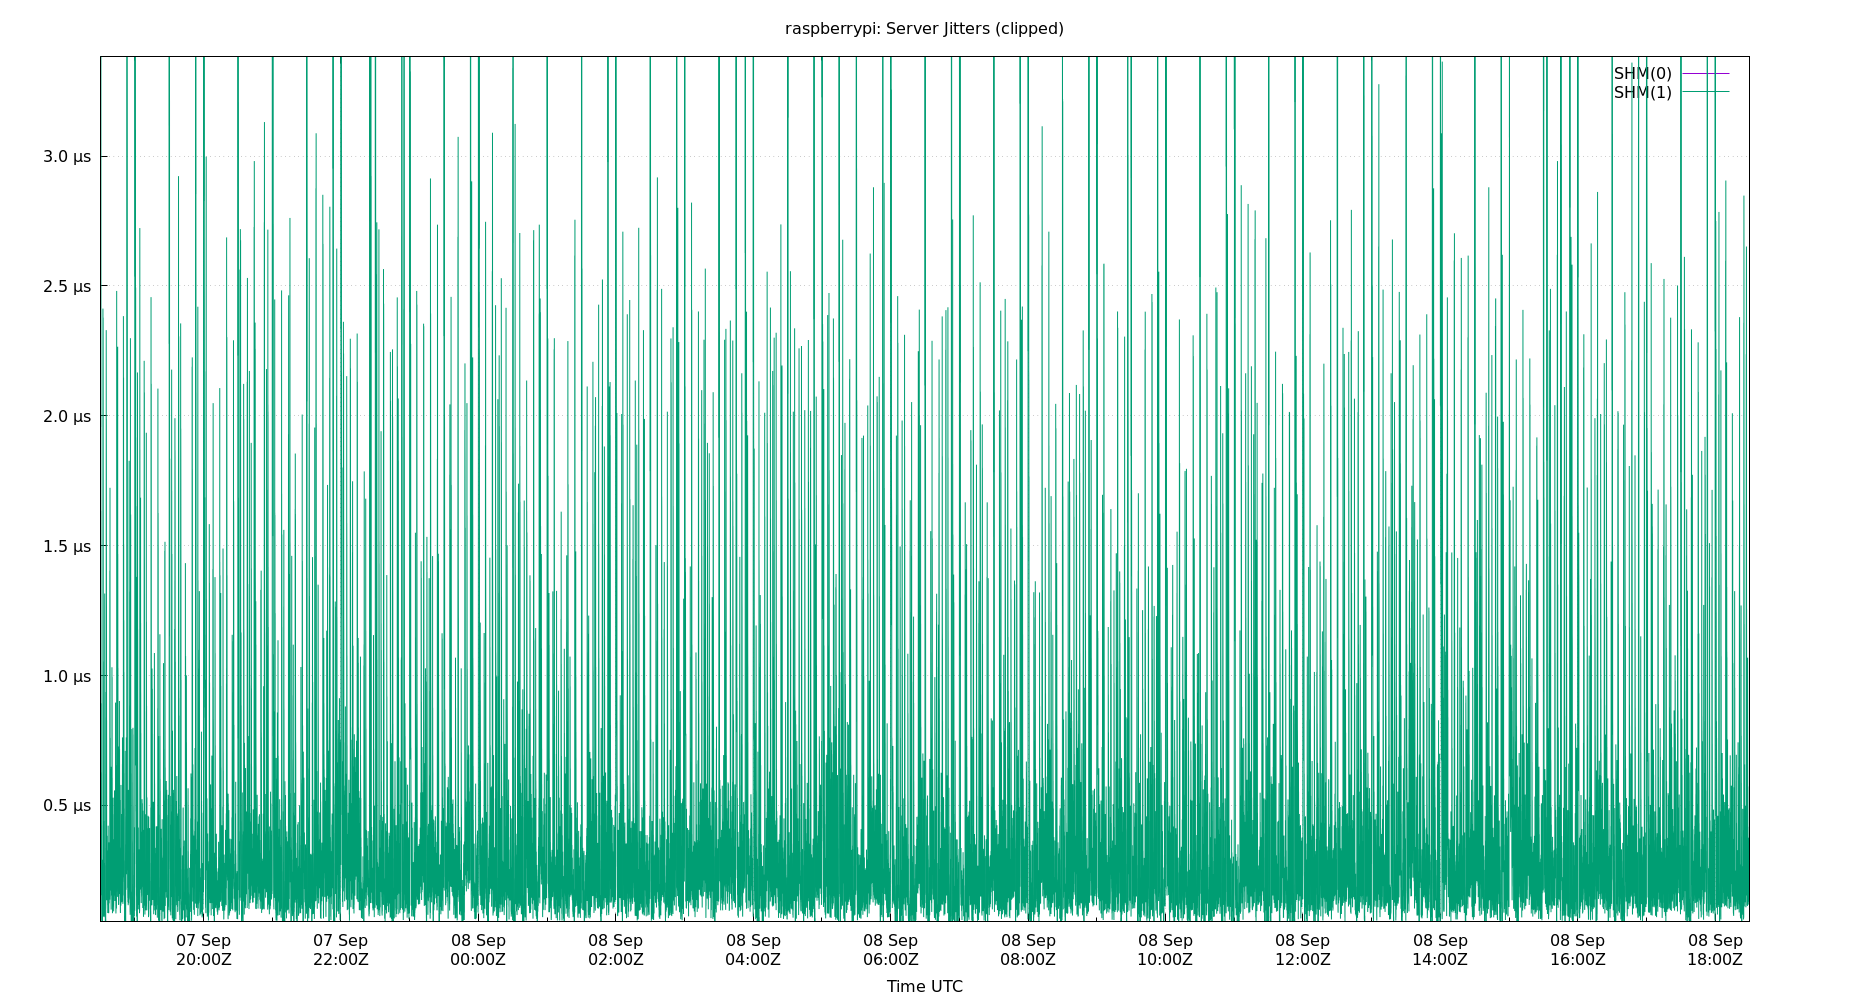 raspberrypi: Server Jitters (clipped)
SHM(0)
SHM(1)
3.0 µs
2.5 µs
2.0 µs
1.5 µs
1.0 µs
0.5 µs
07 Sep 07 Sep 08 Sep 08 Sep 08 Sep 08 Sep 08 Sep 08 Sep 08 Sep 08 Sep 08 Sep 08 Sep
20:00Z 22:00Z 00:00Z 02:00Z 04:00Z 06:00Z 08:00Z 10:00Z 12:00Z 14:00Z 16:00Z 18:00Z
Time UTC